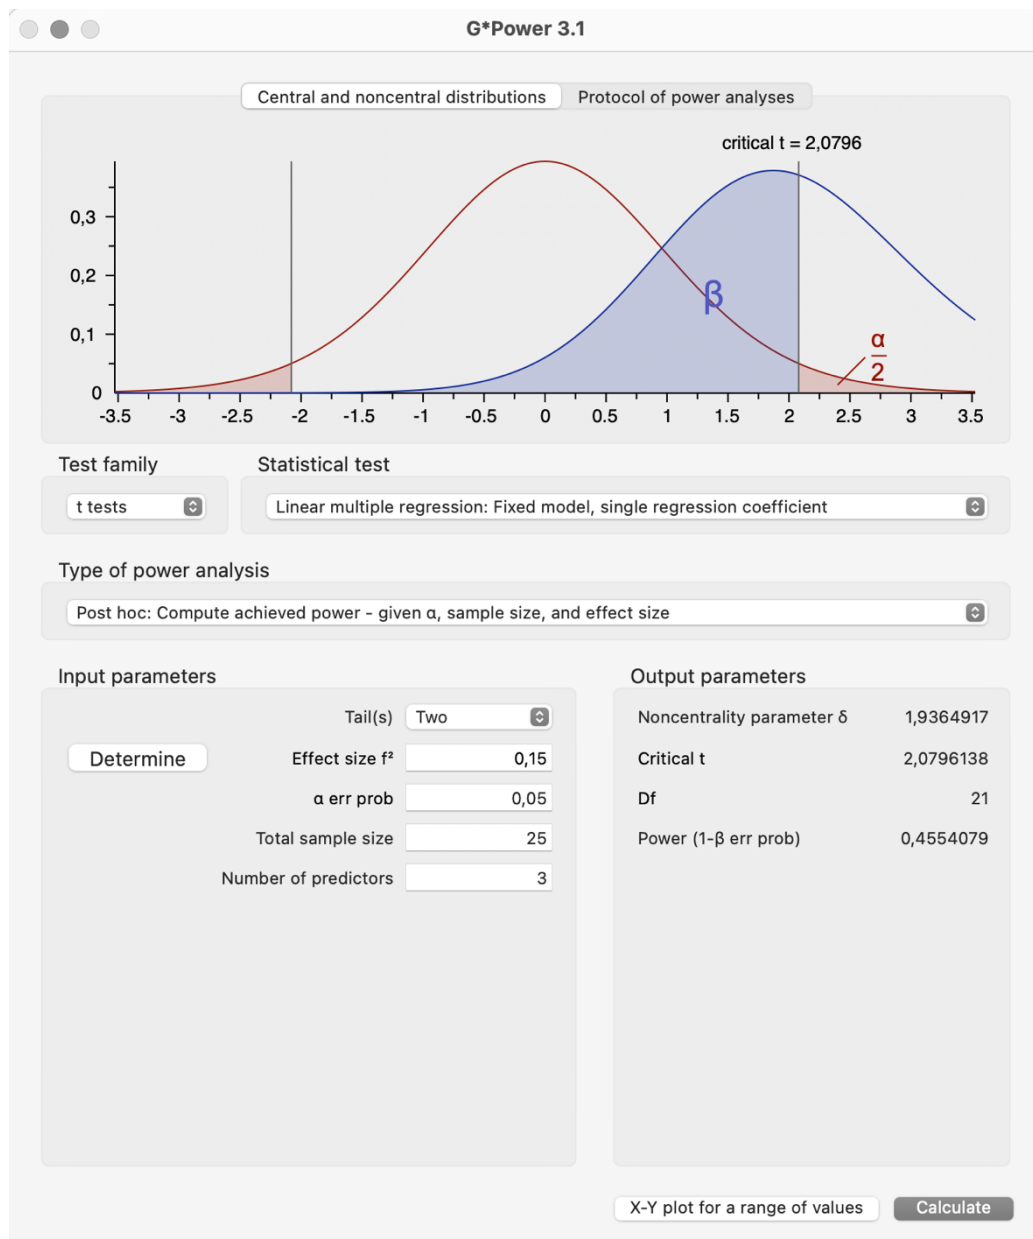 G*Power 3.1
Central and noncentral distributions Protocol of power analyses
critical t = 2,0796
0,3
0,2
0,1
0
β
α
2
-3.5 -3 -2.5 -2 -1.5 -1 -0.5 0 0.5 1 1.5 2 2.5 3 3.5
Test family Statistical test
t tests Linear multiple regression: Fixed model, single regression coefficient
Type of power analysis
Post hoc: Compute achieved power - given α, sample size, and effect size
Input parameters
Tail(s) Two
Determine Effect size f² 0,15
α err prob 0,05
Total sample size 25
Number of predictors 3
Output parameters
Noncentrality parameter δ 1,9364917
Critical t 2,0796138
Df 21
Power (1-β err prob) 0,4554079
X-Y plot for a range of values Calculate